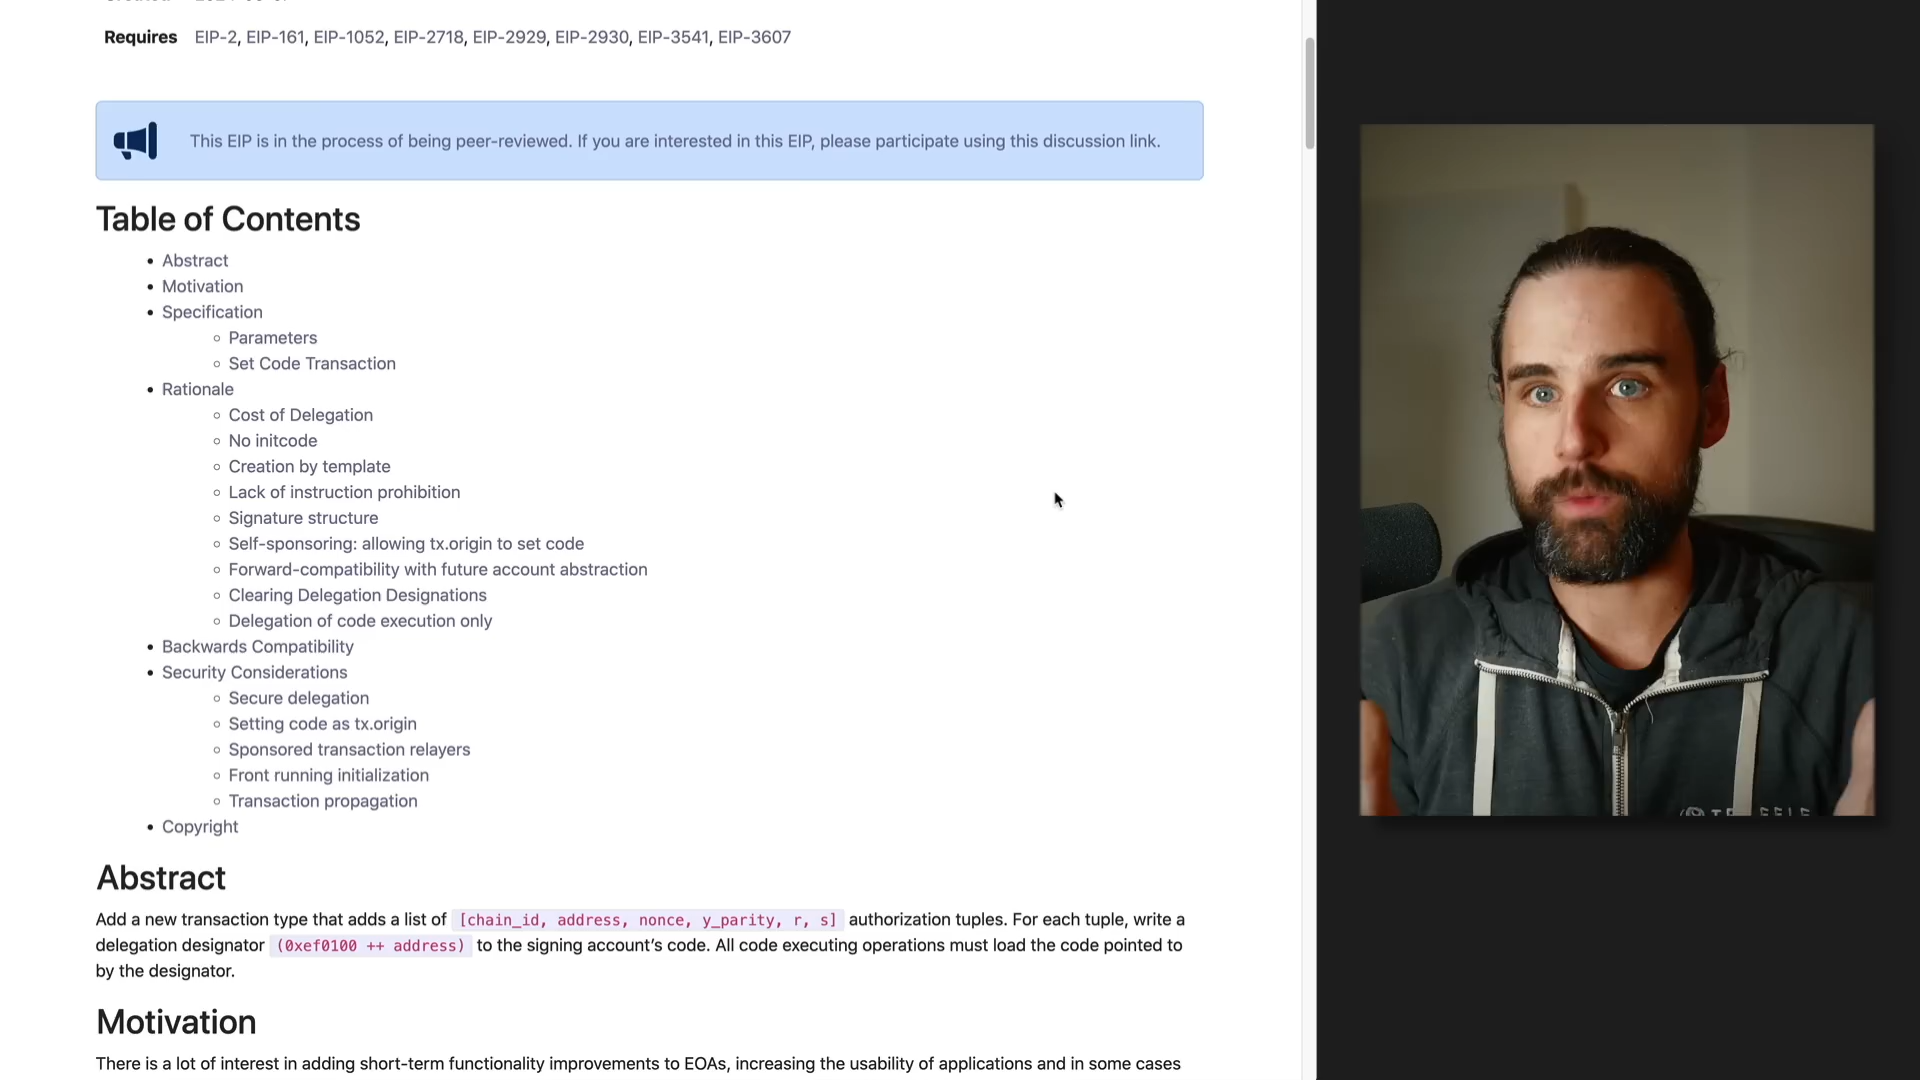 Requires EIP-2, EIP-161, EIP-1052, EIP-2718, EIP-2929, EIP-2930, EIP-3541, EIP-3607
This EIP is in the process of being peer-reviewed. If you are interested in this EIP, please participate using this discussion link.
Table of Contents
• Abstract
• Motivation
• Specification
◦ Parameters
◦ Set Code Transaction
• Rationale
◦ Cost of Delegation
◦ No initcode
◦ Creation by template
◦ Lack of instruction prohibition
◦ Signature structure
◦ Self-sponsoring: allowing tx.origin to set code
◦ Forward-compatibility with future account abstraction
◦ Clearing Delegation Designations
◦ Delegation of code execution only
• Backwards Compatibility
• Security Considerations
◦ Secure delegation
◦ Setting code as tx.origin
◦ Sponsored transaction relayers
◦ Front running initialization
◦ Transaction propagation
• Copyright
Abstract
Add a new transaction type that adds a list of [chain_id, address, nonce, y_parity, r, s] authorization tuples. For each tuple, write a
delegation designator (0xef0100 ++ address) to the signing account's code. All code executing operations must load the code pointed to
by the designator.
Motivation
There is a lot of interest in adding short-term functionality improvements to EOAs, increasing the usability of applications and in some cases